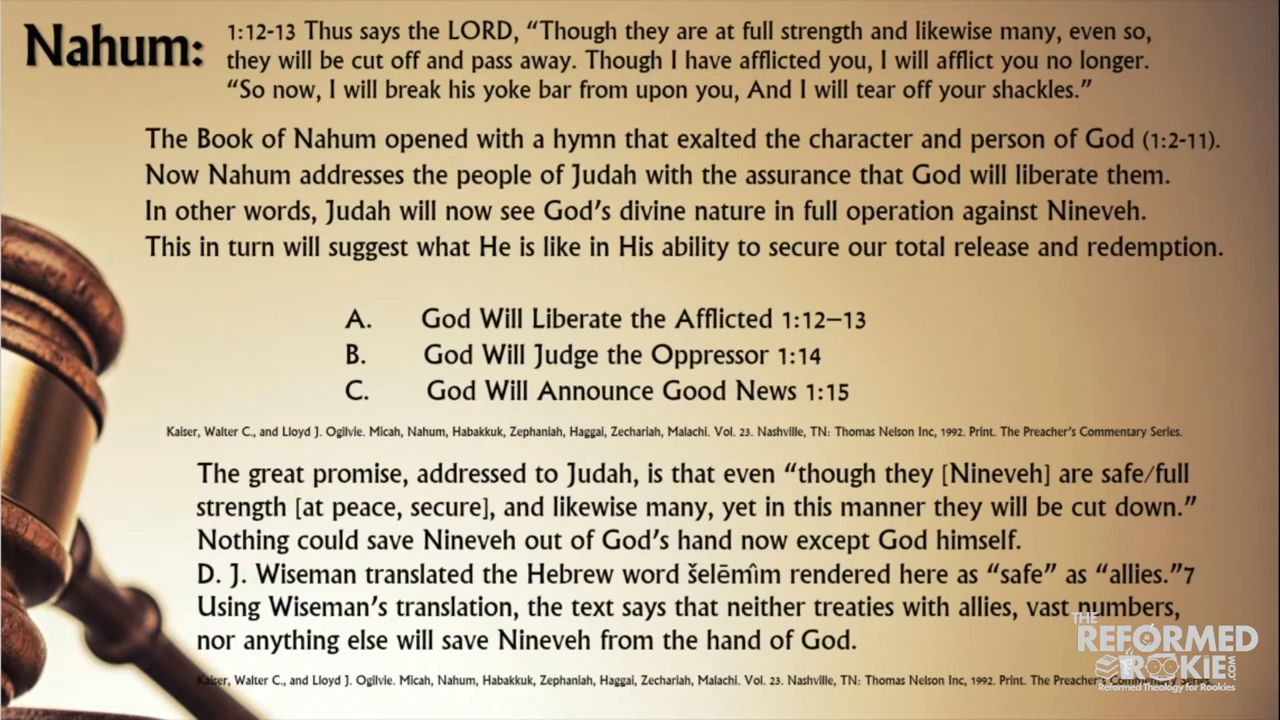 Nahum:
1:12-13 Thus says the LORD, “Though they are at full strength and likewise many, even so,
they will be cut off and pass away. Though I have afflicted you, I will afflict you no longer.
“So now, I will break his yoke bar from upon you, And I will tear off your shackles.”
The Book of Nahum opened with a hymn that exalted the character and person of God (1:2-11).
Now Nahum addresses the people of Judah with the assurance that God will liberate them.
In other words, Judah will now see God’s divine nature in full operation against Nineveh.
This in turn will suggest what He is like in His ability to secure our total release and redemption.
A. God Will Liberate the Afflicted 1:12–13
B. God Will Judge the Oppressor 1:14
C. God Will Announce Good News 1:15
Kaiser, Walter C., and Lloyd J. Ogilvie. Micah, Nahum, Habakkuk, Zephaniah, Haggai, Zechariah, Malachi. Vol. 23. Nashville, TN: Thomas Nelson Inc, 1992. Print. The Preacher’s Commentary Series.
The great promise, addressed to Judah, is that even “though they [Nineveh] are safe/full
strength [at peace, secure], and likewise many, yet in this manner they will be cut down.”
Nothing could save Nineveh out of God’s hand now except God himself.
D. J. Wiseman translated the Hebrew word šelēmîm rendered here as “safe” as “allies.”7
Using Wiseman’s translation, the text says that neither treaties with allies, vast numbers,
nor anything else will save Nineveh from the hand of God.
Kaiser, Walter C., and Lloyd J. Ogilvie. Micah, Nahum, Habakkuk, Zephaniah, Haggai, Zechariah, Malachi. Vol. 23. Nashville, TN: Thomas Nelson Inc, 1992. Print. The Preacher’s Commentary Series.
THE
REFORMED
ROOKIE.COM
Reformed Theology for Rookies